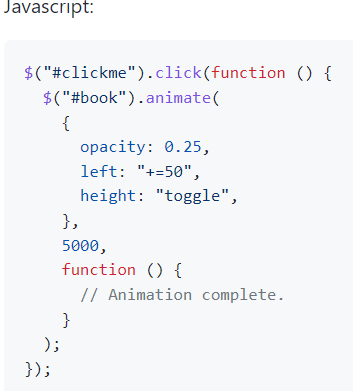 Javascript:
$("#clickme").click(function () {
  $("#book").animate(
    {
      opacity: 0.25,
      left: "+=50",
      height: "toggle",
    },
    5000,
    function () {
      // Animation complete.
    }
  );
});